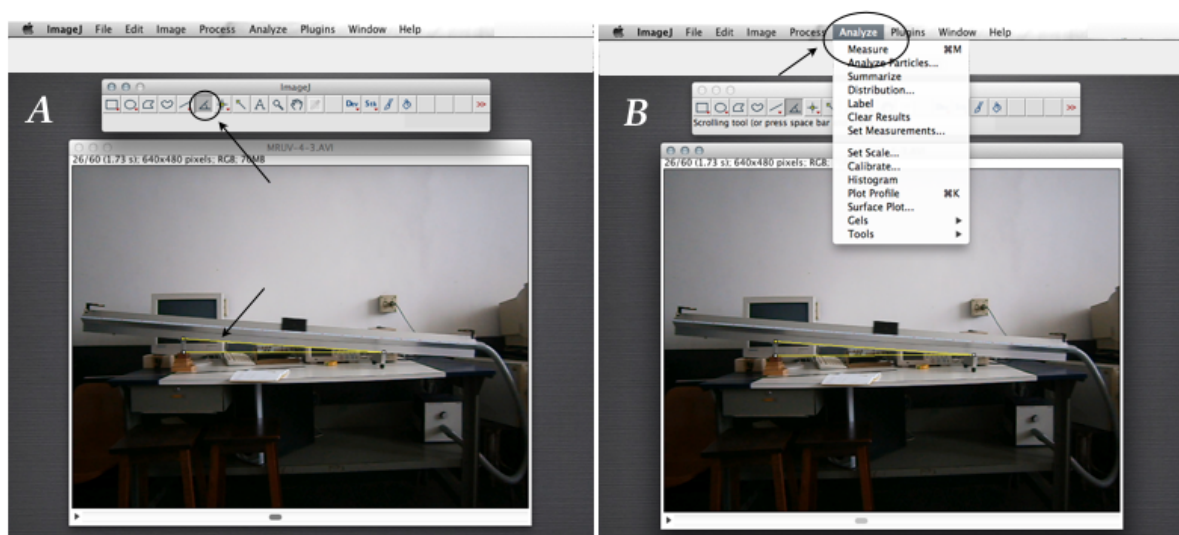 ImageJ File Edit Image Process Analyze Plugins Window Help
A
ImageJ
Dev Stk >>
MRUV-4-3.AVI
26/60 (1.73 s); 640x480 pixels; RGB; 70MB
ImageJ File Edit Image Process Analyze Plugins Window Help
B
Scrolling tool (or press space bar
>>
26/60 (1.73 s); 640x480 pixels; RGB
Measure ⌘M
Analyze Particles...
Summarize
Distribution...
Label
Clear Results
Set Measurements...
Set Scale...
Calibrate...
Histogram
Plot Profile ⌘K
Surface Plot...
Gels
Tools